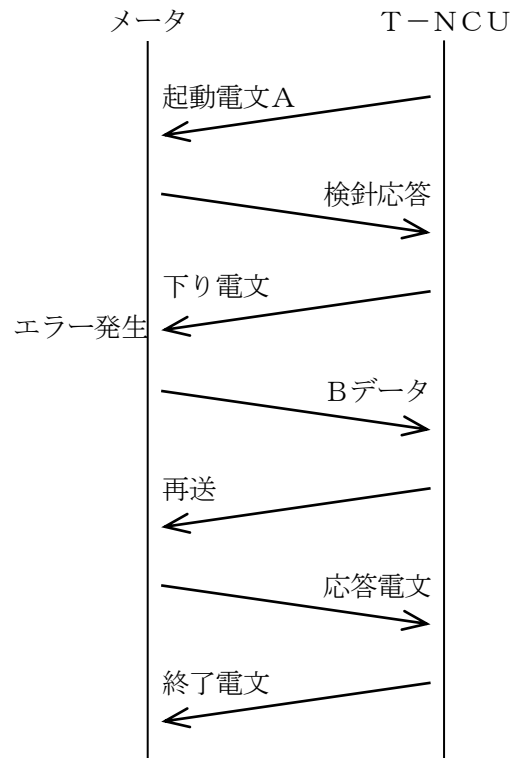 メータ
Ｔ－ＮＣＵ
起動電文Ａ
検針応答
下り電文
エラー発生
Ｂデータ
再送
応答電文
終了電文